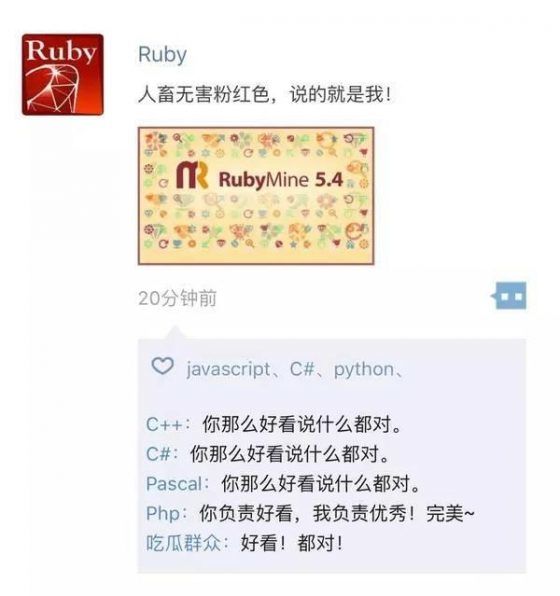 Ruby
Ruby
人畜无害粉红色，说的就是我！
RubyMine 5.4
20分钟前
javascript、C#、python、
C++：你那么好看说什么都对。
C#：你那么好看说什么都对。
Pascal：你那么好看说什么都对。
Php：你负责好看，我负责优秀！完美~
吃瓜群众：好看！都对！